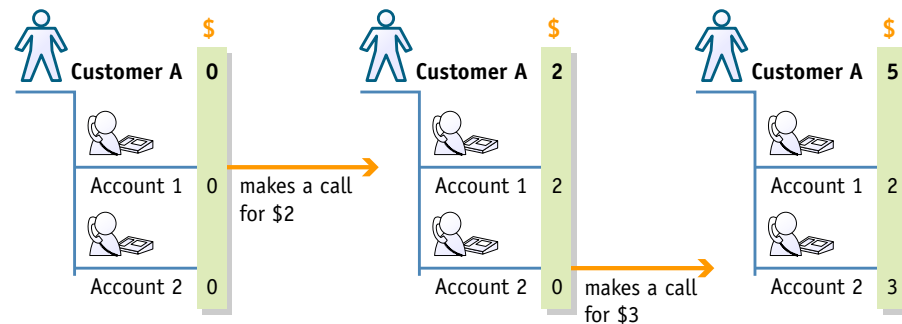 $
Customer A 0
Account 1 0
Account 2 0
makes a call
for $2
$
Customer A 2
Account 1 2
Account 2 0
makes a call
for $3
$
Customer A 5
Account 1 2
Account 2 3